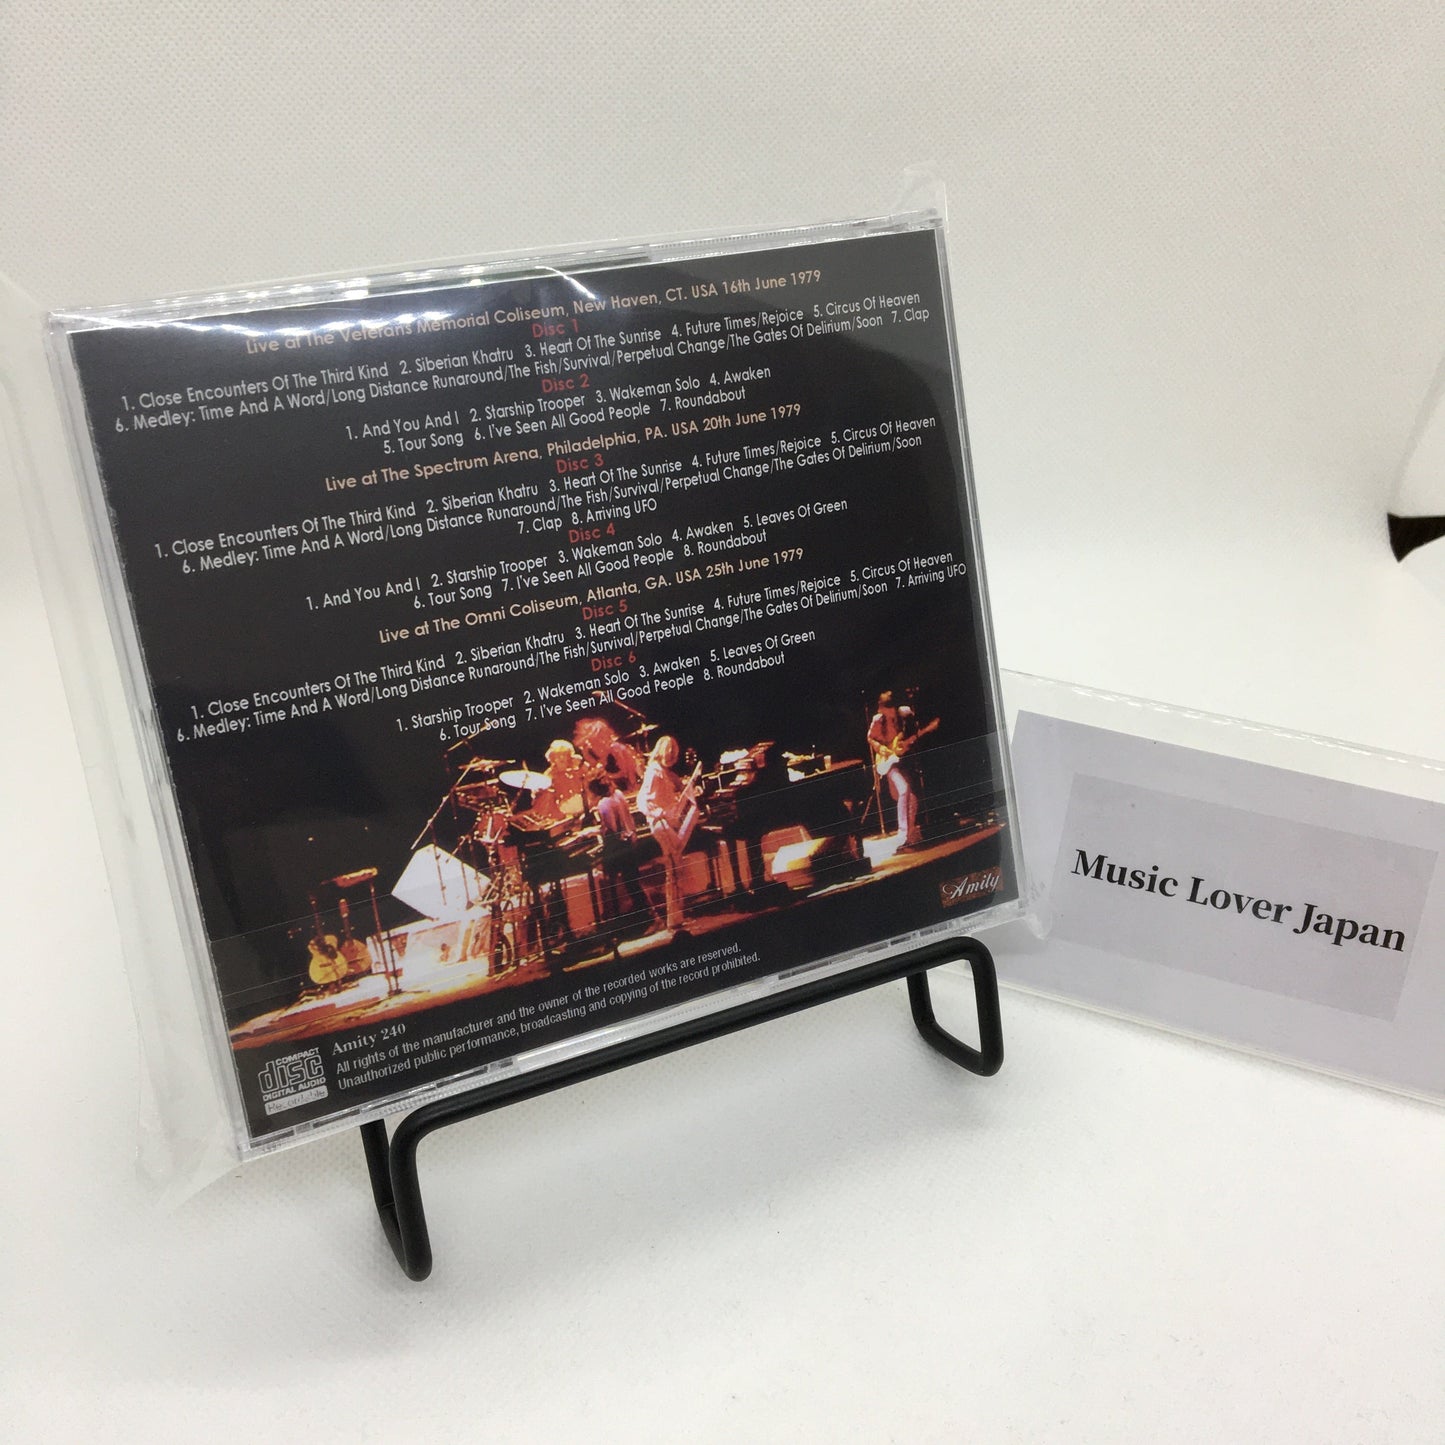 Live at The Veterans Memorial Coliseum, New Haven, CT. USA 16th June 1979
Disc 1
1. Close Encounters Of The Third Kind 2. Siberian Khatru 3. Heart Of The Sunrise 4. Future Times/Rejoice 5. Circus Of Heaven
6. Medley: Time And A Word/Long Distance Runaround/The Fish/Survival/Perpetual Change/The Gates Of Delirium/Soon 7. Clap
Disc 2
1. And You And I 2. Starship Trooper 3. Wakeman Solo 4. Awaken
5. Tour Song 6. I've Seen All Good People 7. Roundabout
Live at The Spectrum Arena, Philadelphia, PA. USA 20th June 1979
Disc 3
1. Close Encounters Of The Third Kind 2. Siberian Khatru 3. Heart Of The Sunrise 4. Future Times/Rejoice 5. Circus Of Heaven
6. Medley: Time And A Word/Long Distance Runaround/The Fish/Survival/Perpetual Change/The Gates Of Delirium/Soon
7. Clap 8. Arriving UFO
Disc 4
1. And You And I 2. Starship Trooper 3. Wakeman Solo 4. Awaken 5. Leaves Of Green
6. Tour Song 7. I've Seen All Good People 8. Roundabout
Live at The Omni Coliseum, Atlanta, GA. USA 25th June 1979
Disc 5
1. Close Encounters Of The Third Kind 2. Siberian Khatru 3. Heart Of The Sunrise 4. Future Times/Rejoice 5. Circus Of Heaven
6. Medley: Time And A Word/Long Distance Runaround/The Fish/Survival/Perpetual Change/The Gates Of Delirium/Soon 7. Arriving UFO
Disc 6
1. Starship Trooper 2. Wakeman Solo 3. Awaken 5. Leaves Of Green
6. Tour Song 7. I've Seen All Good People 8. Roundabout
Amity
Music Lover Japan
COMPACT
disc
DIGITAL AUDIO
Recordable
Amity 240
All rights of the manufacturer and the owner of the recorded works are reserved.
Unauthorized public performance, broadcasting and copying of the record prohibited.